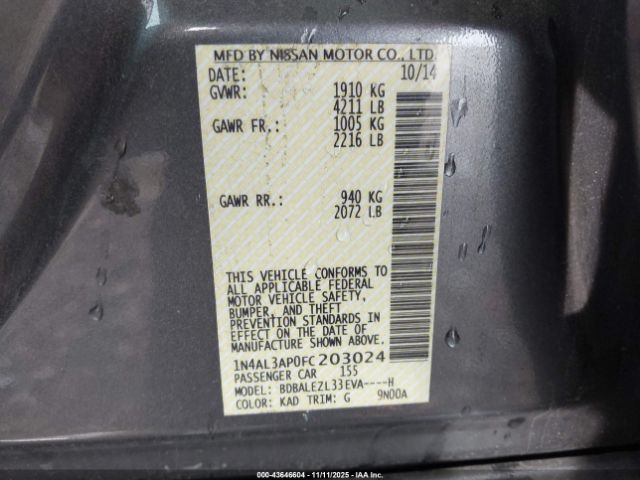 MFD BY NISSAN MOTOR CO., LTD
DATE: 10/14
GVWR: 1910 KG
4211 LB
GAWR FR.: 1005 KG
2216 LB
GAWR RR.: 940 KG
2072 LB
THIS VEHICLE CONFORMS TO
ALL APPLICABLE FEDERAL
MOTOR VEHICLE SAFETY,
BUMPER, AND THEFT
PREVENTION STANDARDS IN
EFFECT ON THE DATE OF
MANUFACTURE SHOWN ABOVE.
1N4AL3AP0FC203024
PASSENGER CAR 155
MODEL: BDBALEZL33EVA----H
COLOR: KAD TRIM: G 9N00A
000-43646604 - 11/11/2025 - IAAI Inc.